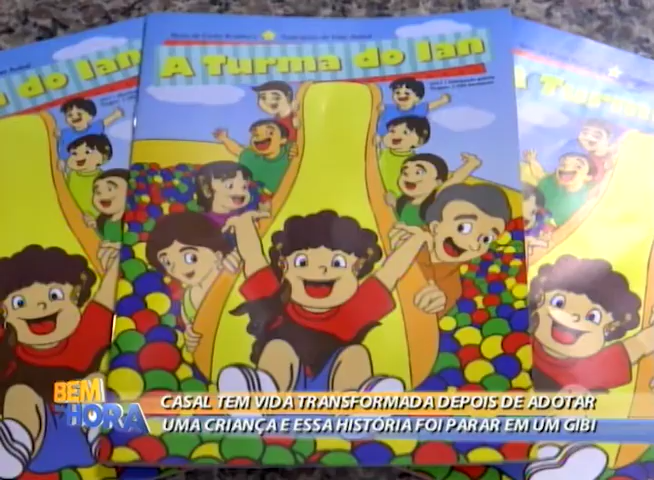 A Turma do Ian
do Ian
A Turma
BEM
NA HORA
CASAL TEM VIDA TRANSFORMADA DEPOIS DE ADOTAR
UMA CRIANÇA E ESSA HISTÓRIA FOI PARAR EM UM GIBI